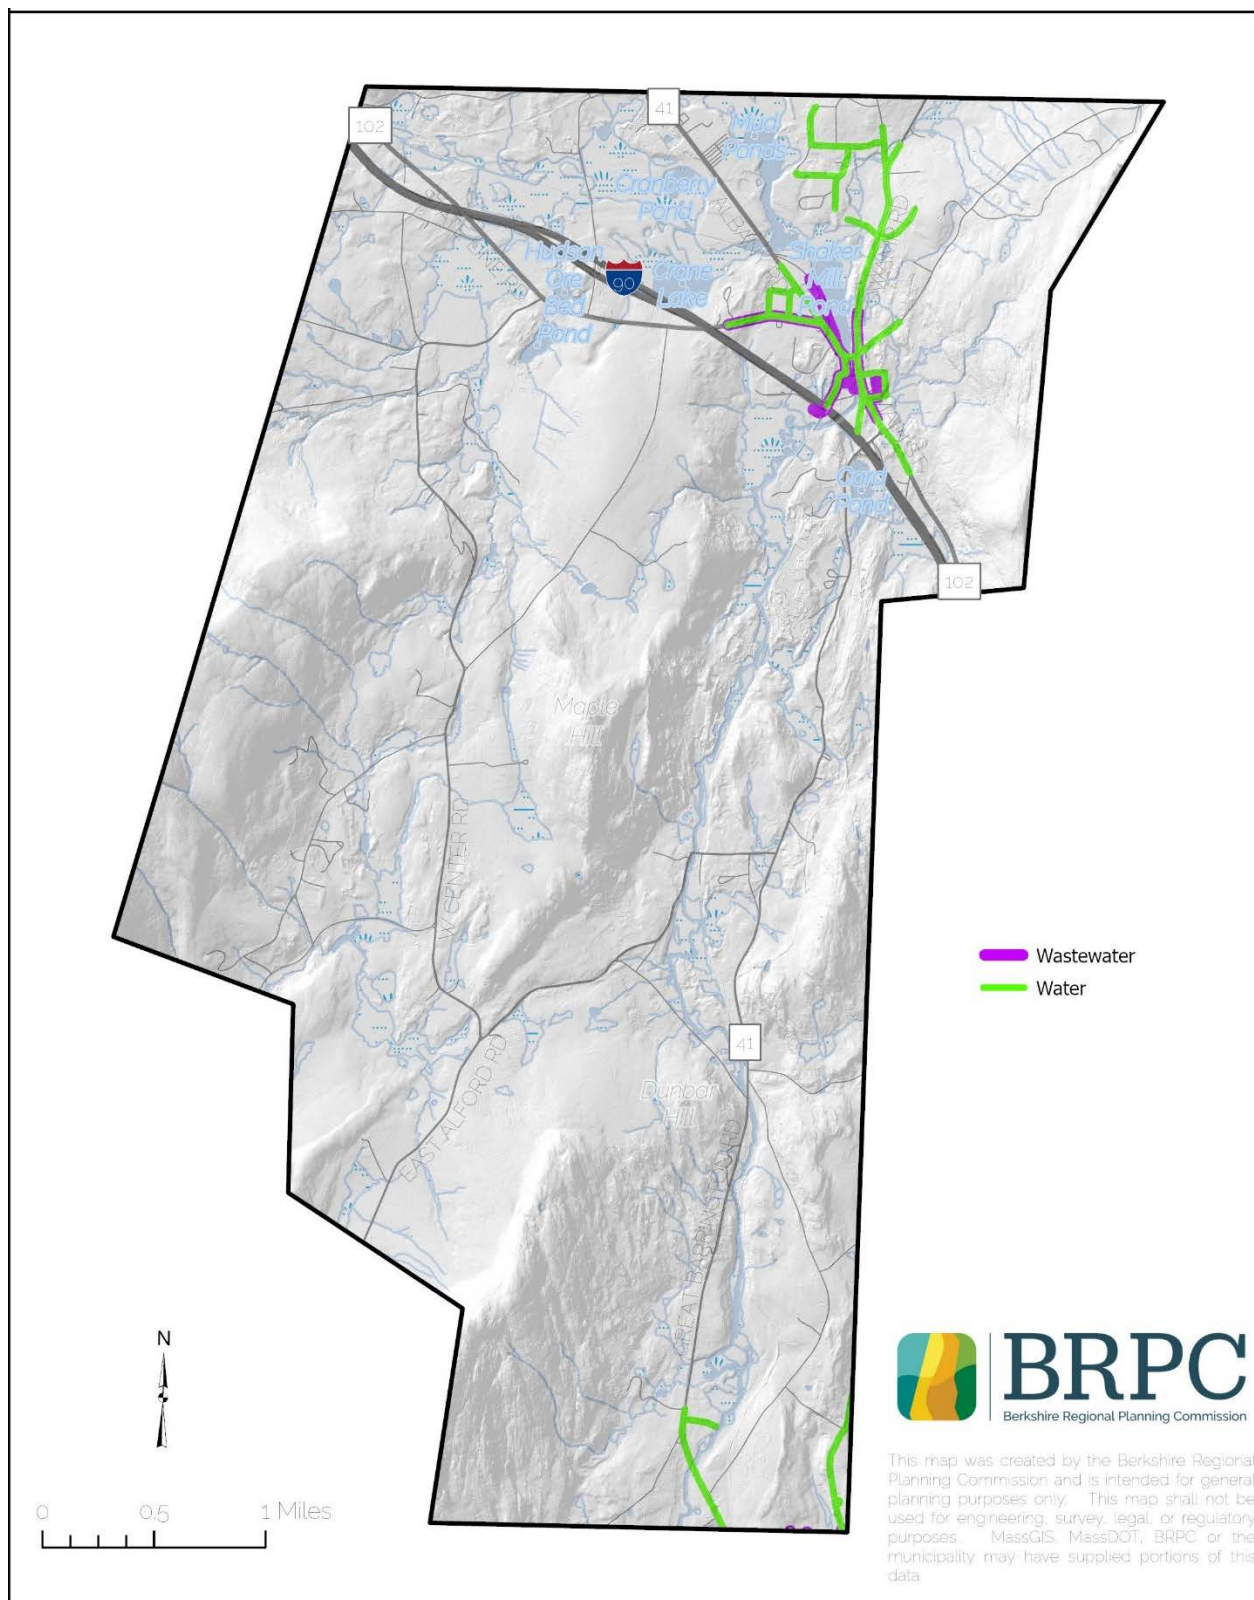 102
41
Mud
Ponds
Cranberry
Pond
Hudson
Ore
Bed
Pond
90
Crane
Lake
Shaker
Mill
Pond
Card
Pond
102
Maple
Hill
W CENTER RD
Wastewater
Water
41
EAST ALFORD RD
Dunbar
Hill
GREAT BARRINGTON RD
N
0 0.5 1 Miles
BRPC
Berkshire Regional Planning Commission
This map was created by the Berkshire Regional
Planning Commission and is intended for general
planning purposes only. This map shall not be
used for engineering, survey, legal, or regulatory
purposes. MassGIS, MassDOT, BRPC or the
municipality may have supplied portions of this
data.